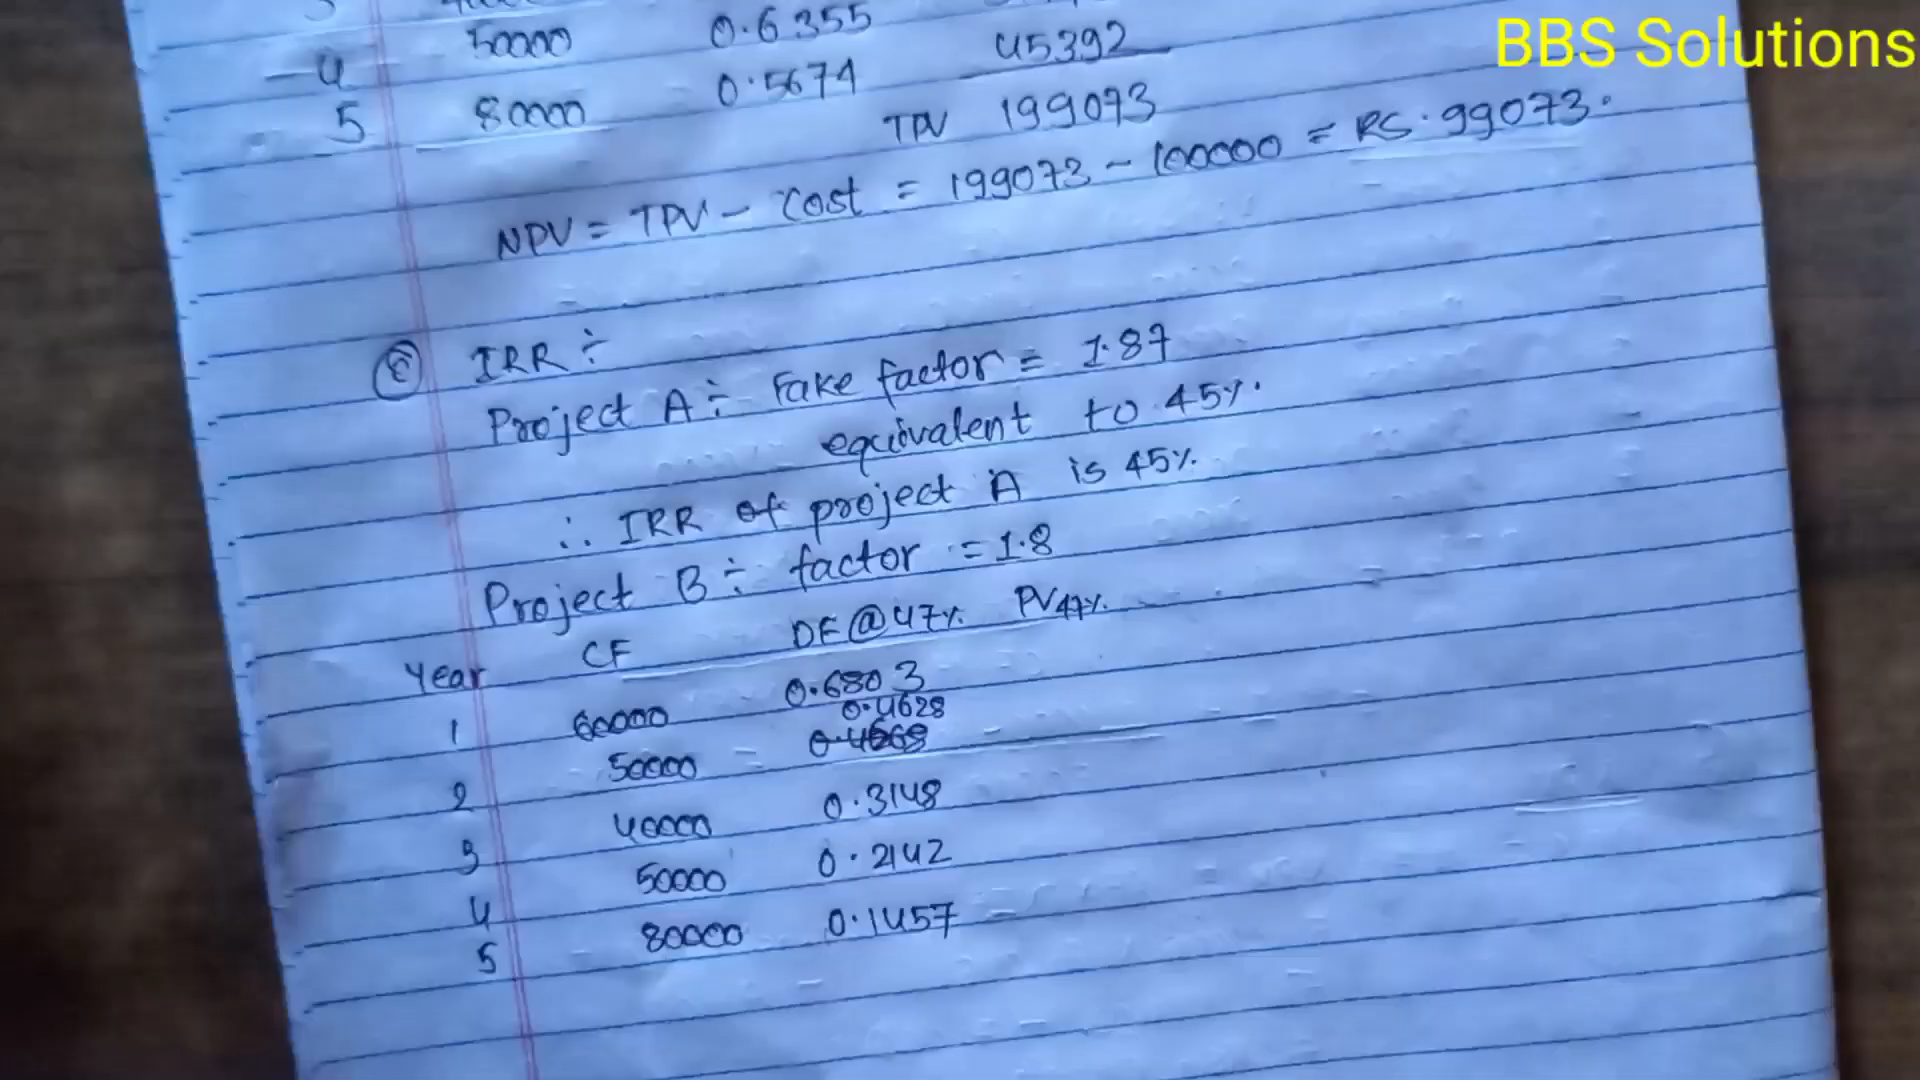 BBS Solutions
50000 0.6355
4 45392
5 80000 0.5674
TPV 199073
NPV = TPV - Cost = 199073 - 100000 = RS. 99073.
IRR ÷
Project A ÷ Fake factor = 1.87
equivalent to 45%.
∴ IRR of project A is 45%
Project B ÷ factor = 1.8
Year CF DF@47% PV47%
1 60000 0.6803
0.4628
2 50000
3 40000 0.3148
4 50000 0.2142
5 80000 0.1457